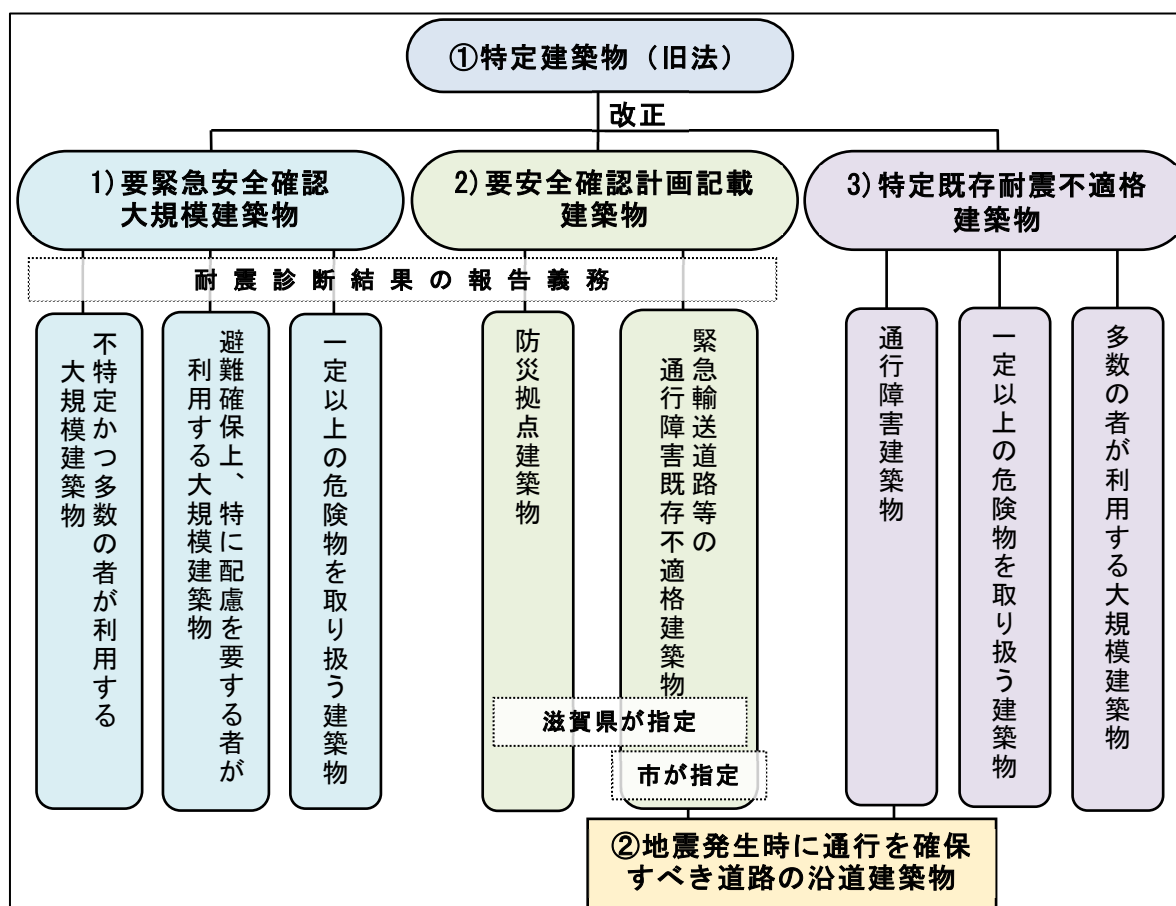 ①特定建築物（旧法）
改正
1)要緊急安全確認
大規模建築物
2)要安全確認計画記載
建築物
3)特定既存耐震不適格
建築物
耐震診断結果の報告義務
不特定かつ多数の者が利用する
大規模建築物
避難確保上、特に配慮を要する者が
利用する大規模建築物
一定以上の危険物を取り扱う建築物
防災拠点建築物
緊急輸送道路等の
通行障害既存不適格建築物
通行障害建築物
一定以上の危険物を取り扱う建築物
多数の者が利用する大規模建築物
滋賀県が指定
市が指定
②地震発生時に通行を確保
すべき道路の沿道建築物